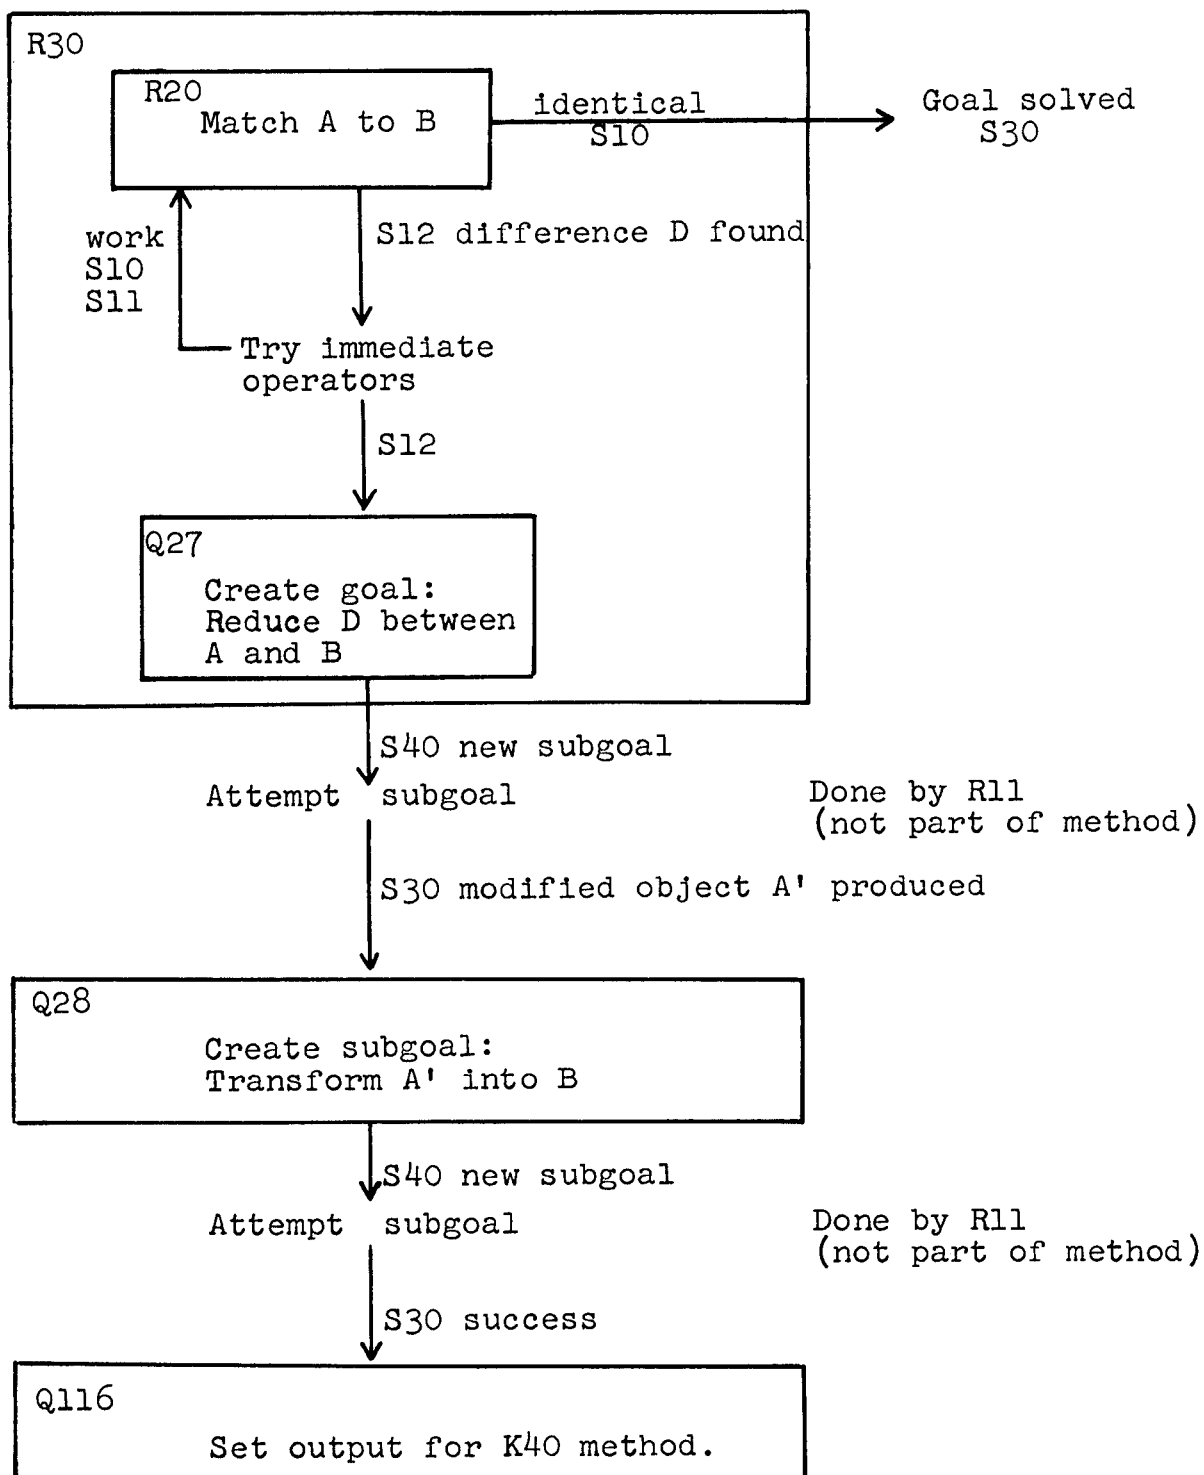 R30
R20
Match A to B
identical
S10
Goal solved
S30
S12 difference D found
work
S10
S11
Try immediate
operators
S12
Q27
Create goal:
Reduce D between
A and B
S40 new subgoal
Attempt subgoal
Done by R11
(not part of method)
S30 modified object A' produced
Q28
Create subgoal:
Transform A' into B
S40 new subgoal
Attempt subgoal
Done by R11
(not part of method)
S30 success
Q116
Set output for K40 method.